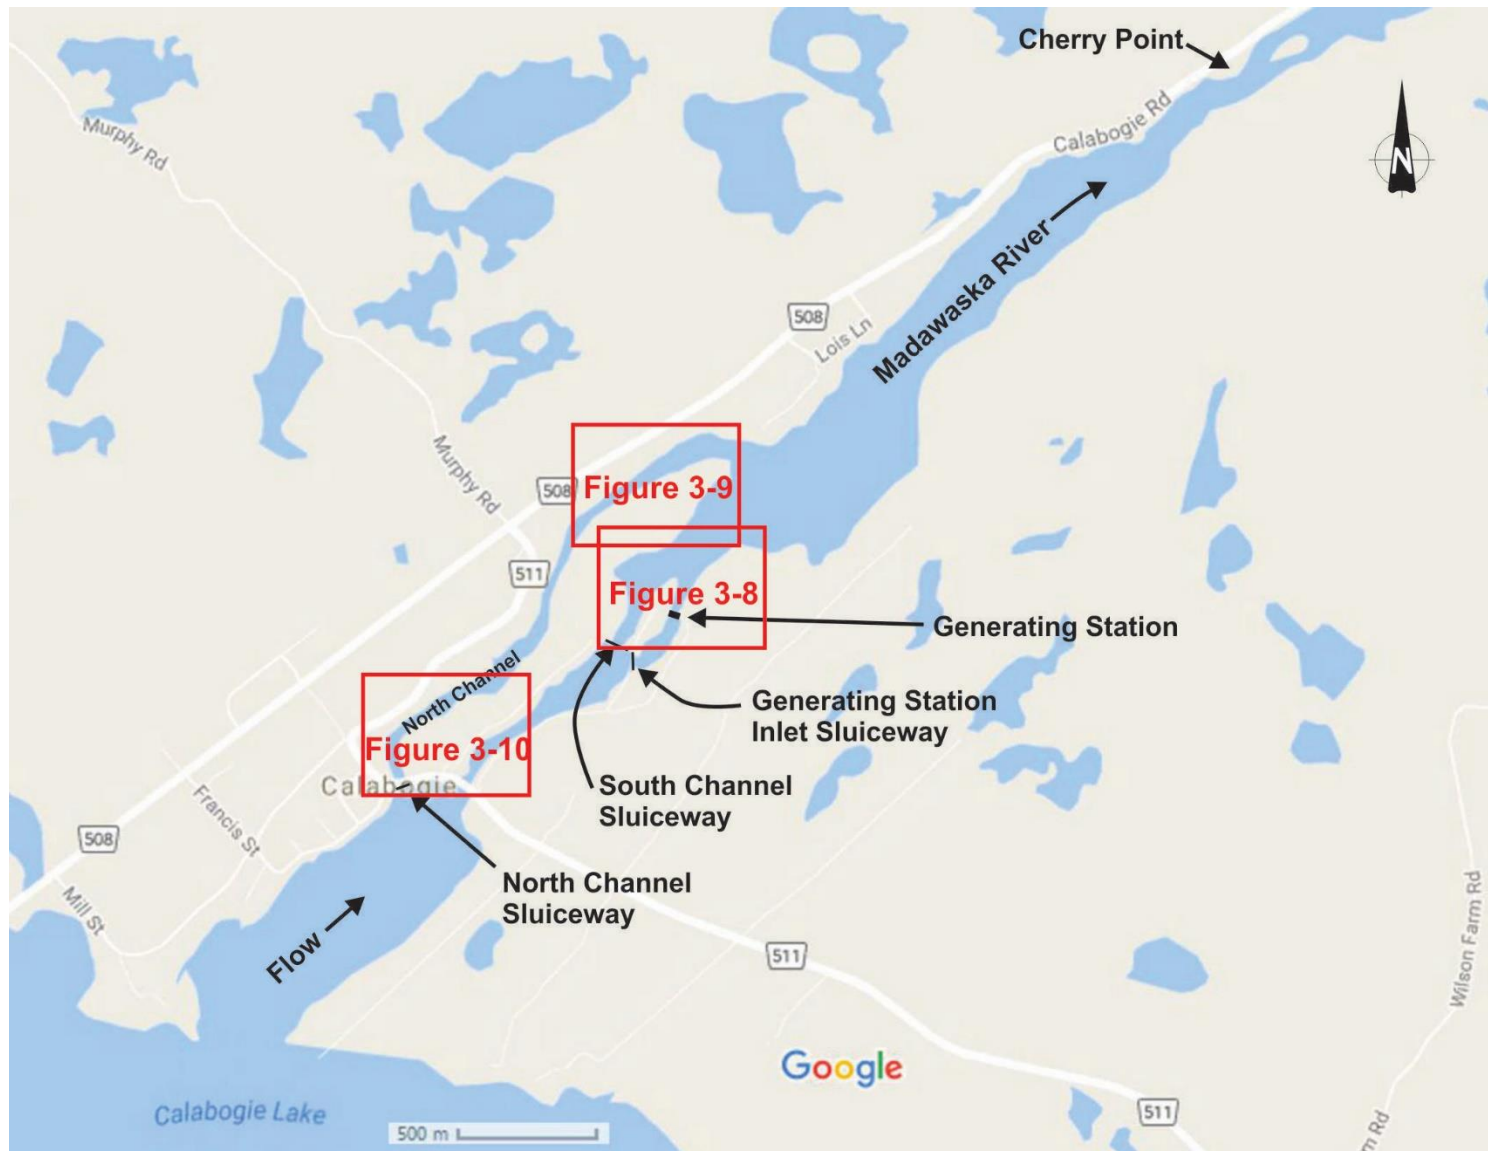 Cherry Point
Murphy Rd
Calabogie Rd
N
Madawaska River
508
Lois Ln
Murphy Rd
508
Figure 3-9
511
Figure 3-8
Generating Station
North Channel
Generating Station
Inlet Sluiceway
Figure 3-10
Calabogie
South Channel
Sluiceway
Francis St
508
North Channel
Sluiceway
Mill St
Flow
511
Wilson Farm Rd
Google
Calabogie Lake
500 m
511
m Rd